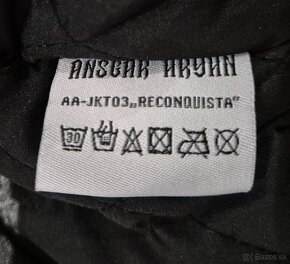 ANSGAR ARYAN
AA-JKT03„RECONQUISTA“
30
© Bazos.sk